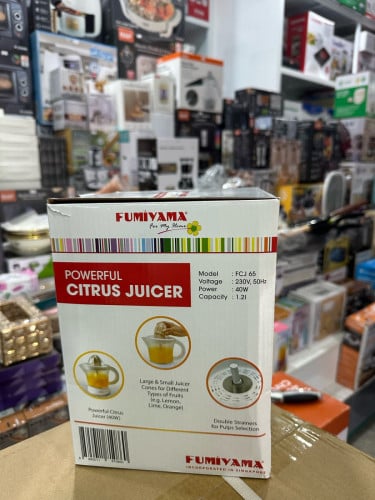 FUMIYAMA
For My Home
POWERFUL
CITRUS JUICER
Model : FCJ 65
Voltage : 230V, 50Hz
Power : 40W
Capacity : 1.2l
Powerful Citrus
Juicer (40W)
Large & Small Juicer
Cones for Different
Types of Fruits
(e.g. Lemon,
Lime, Orange)
Double Strainers
for Pulps Selection
FUMIYAMA
INCORPORATED IN SINGAPORE